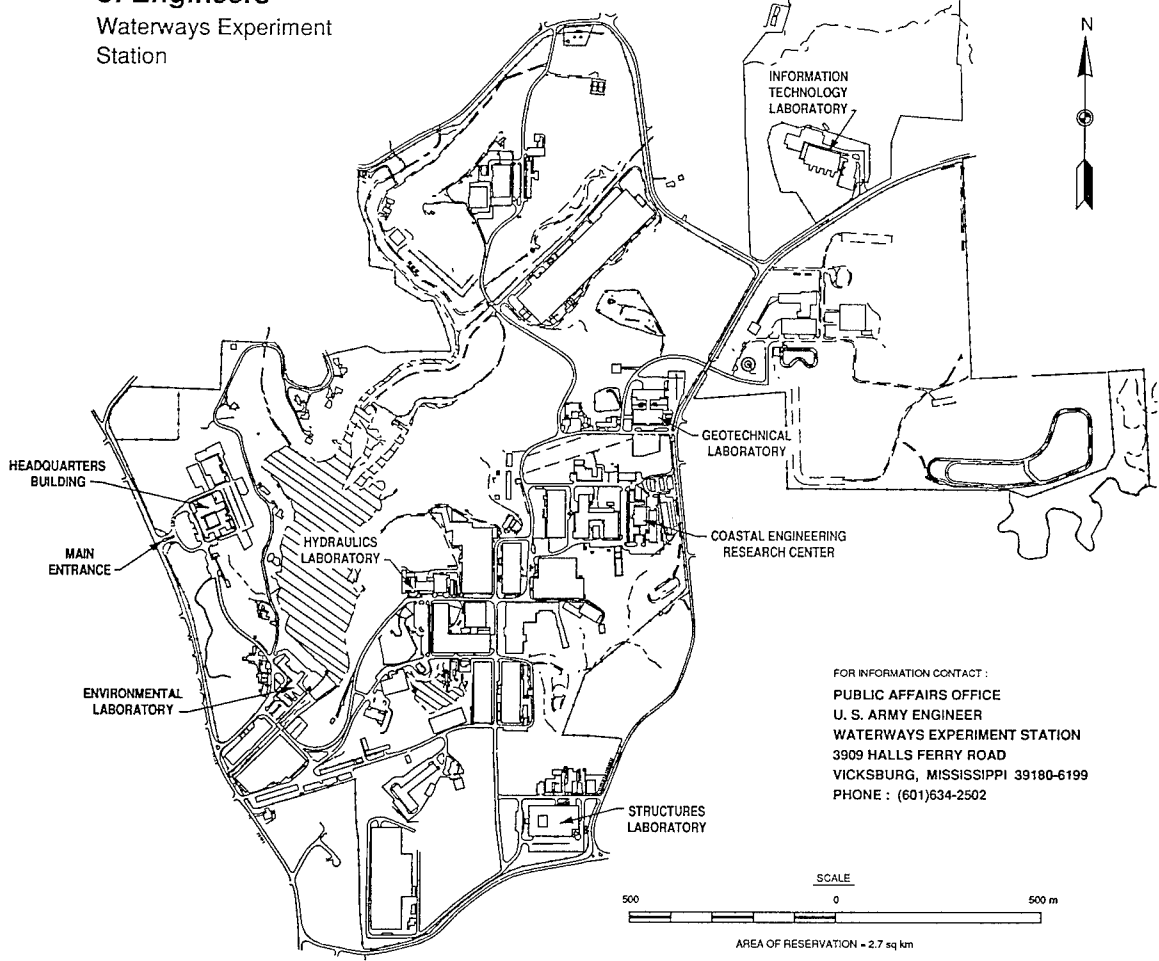 of Engineers
Waterways Experiment
Station
N
INFORMATION
TECHNOLOGY
LABORATORY
GEOTECHNICAL
LABORATORY
HEADQUARTERS
BUILDING
HYDRAULICS
LABORATORY
COASTAL ENGINEERING
RESEARCH CENTER
MAIN
ENTRANCE
ENVIRONMENTAL
LABORATORY
FOR INFORMATION CONTACT :
PUBLIC AFFAIRS OFFICE
U. S. ARMY ENGINEER
WATERWAYS EXPERIMENT STATION
3909 HALLS FERRY ROAD
VICKSBURG, MISSISSIPPI 39180-6199
PHONE : (601)634-2502
STRUCTURES
LABORATORY
SCALE
500 0 500 m
AREA OF RESERVATION = 2.7 sq km